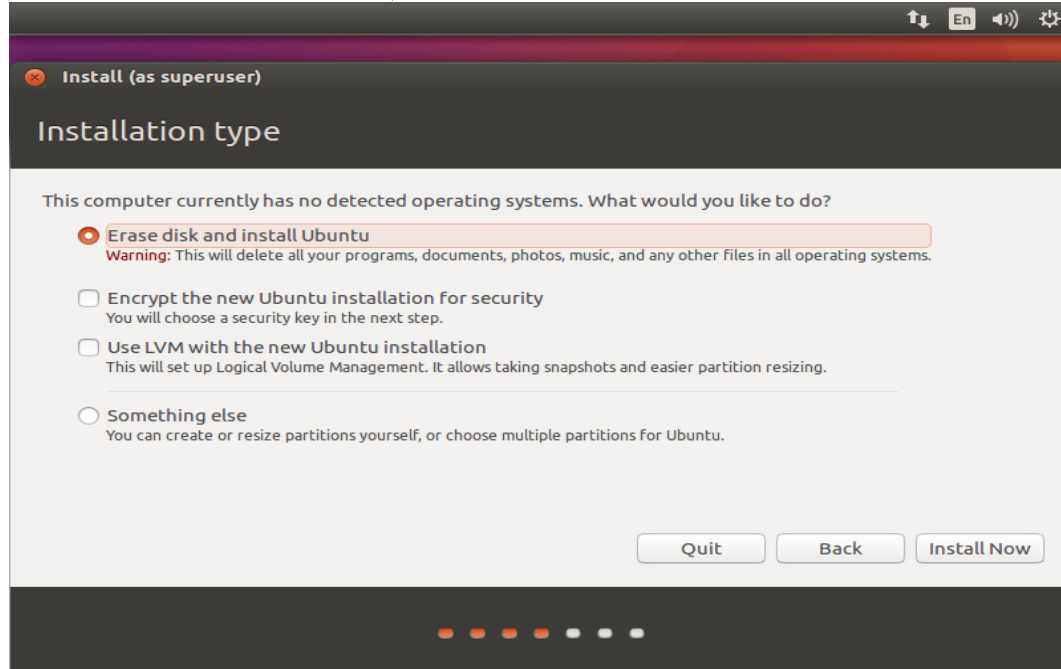 En
Install (as superuser)
Installation type
This computer currently has no detected operating systems. What would you like to do?
Erase disk and install Ubuntu
Warning: This will delete all your programs, documents, photos, music, and any other files in all operating systems.
Encrypt the new Ubuntu installation for security
You will choose a security key in the next step.
Use LVM with the new Ubuntu installation
This will set up Logical Volume Management. It allows taking snapshots and easier partition resizing.
Something else
You can create or resize partitions yourself, or choose multiple partitions for Ubuntu.
Quit Back Install Now